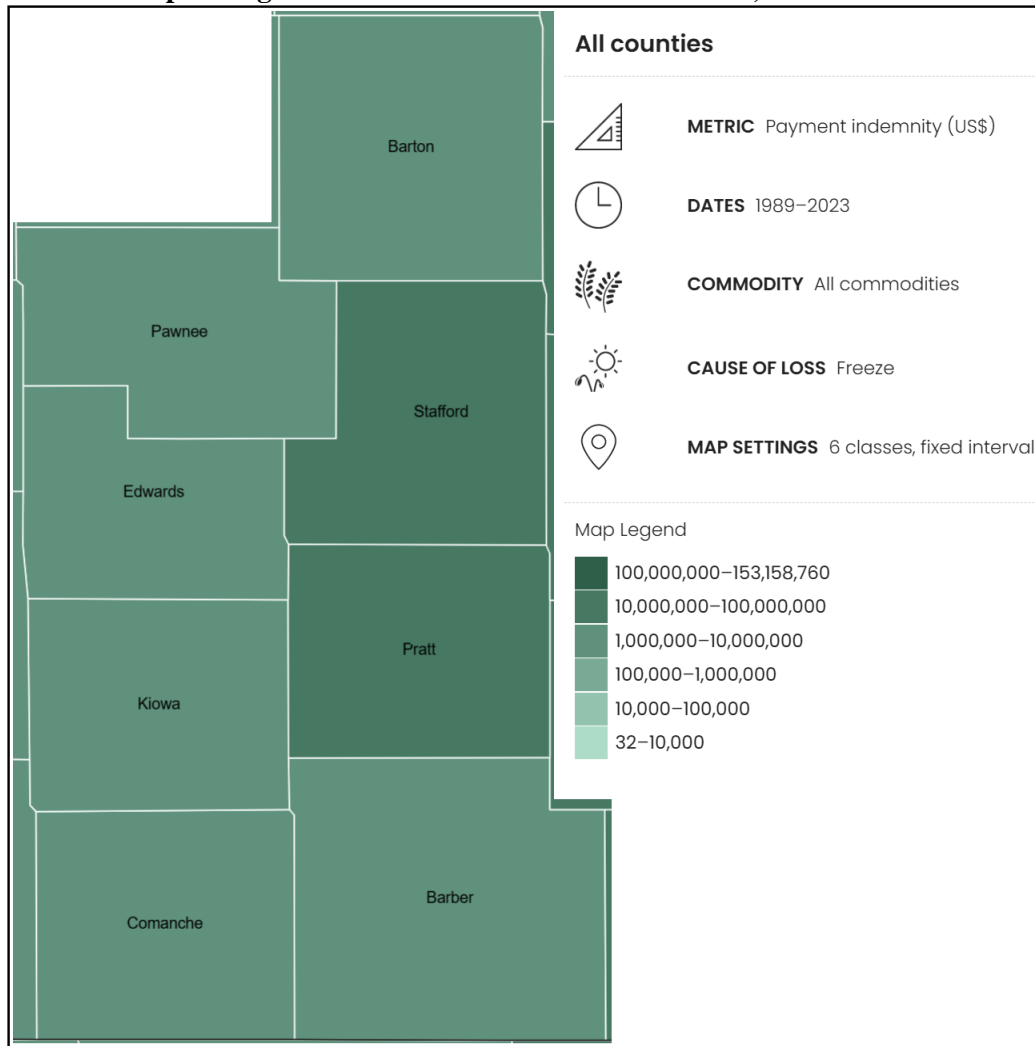 All counties
METRIC Payment indemnity (US$)
DATES 1989–2023
COMMODITY All commodities
CAUSE OF LOSS Freeze
MAP SETTINGS 6 classes, fixed interval
Map Legend
100,000,000–153,158,760
10,000,000–100,000,000
1,000,000–10,000,000
100,000–1,000,000
10,000–100,000
32–10,000
Barton
Pawnee
Stafford
Edwards
Pratt
Kiowa
Barber
Comanche